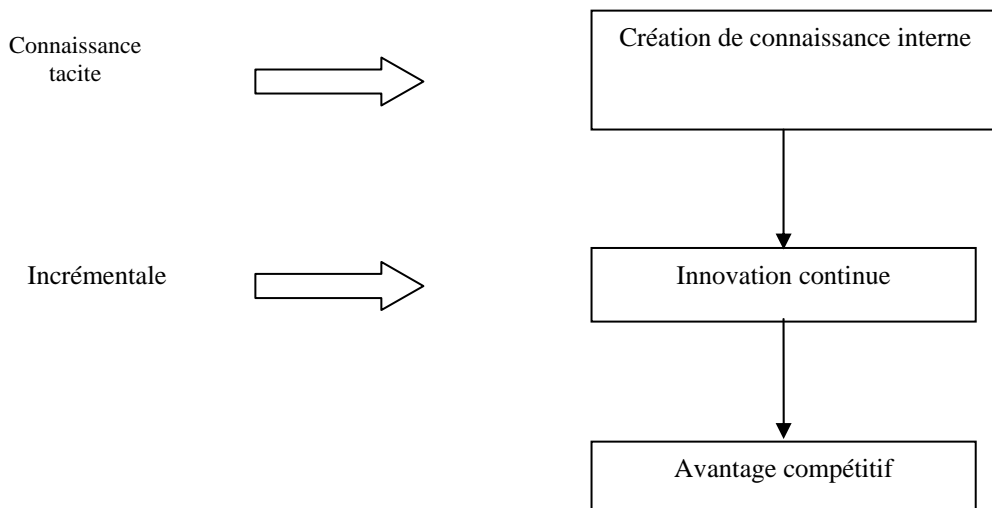 Connaissance
tacite
Création de connaissance interne
Incrémentale
Innovation continue
Avantage compétitif